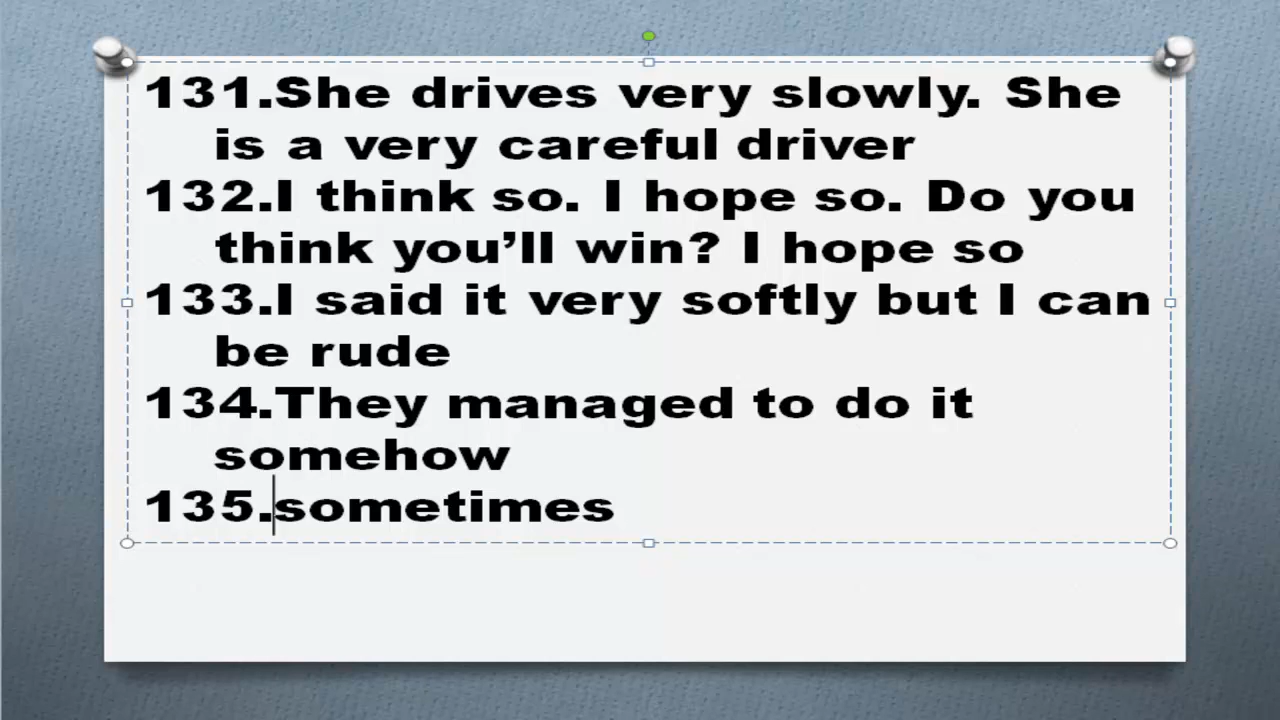 131.She drives very slowly. She
is a very careful driver
132.I think so. I hope so. Do you
think you’ll win? I hope so
133.I said it very softly but I can
be rude
134.They managed to do it
somehow
135.sometimes